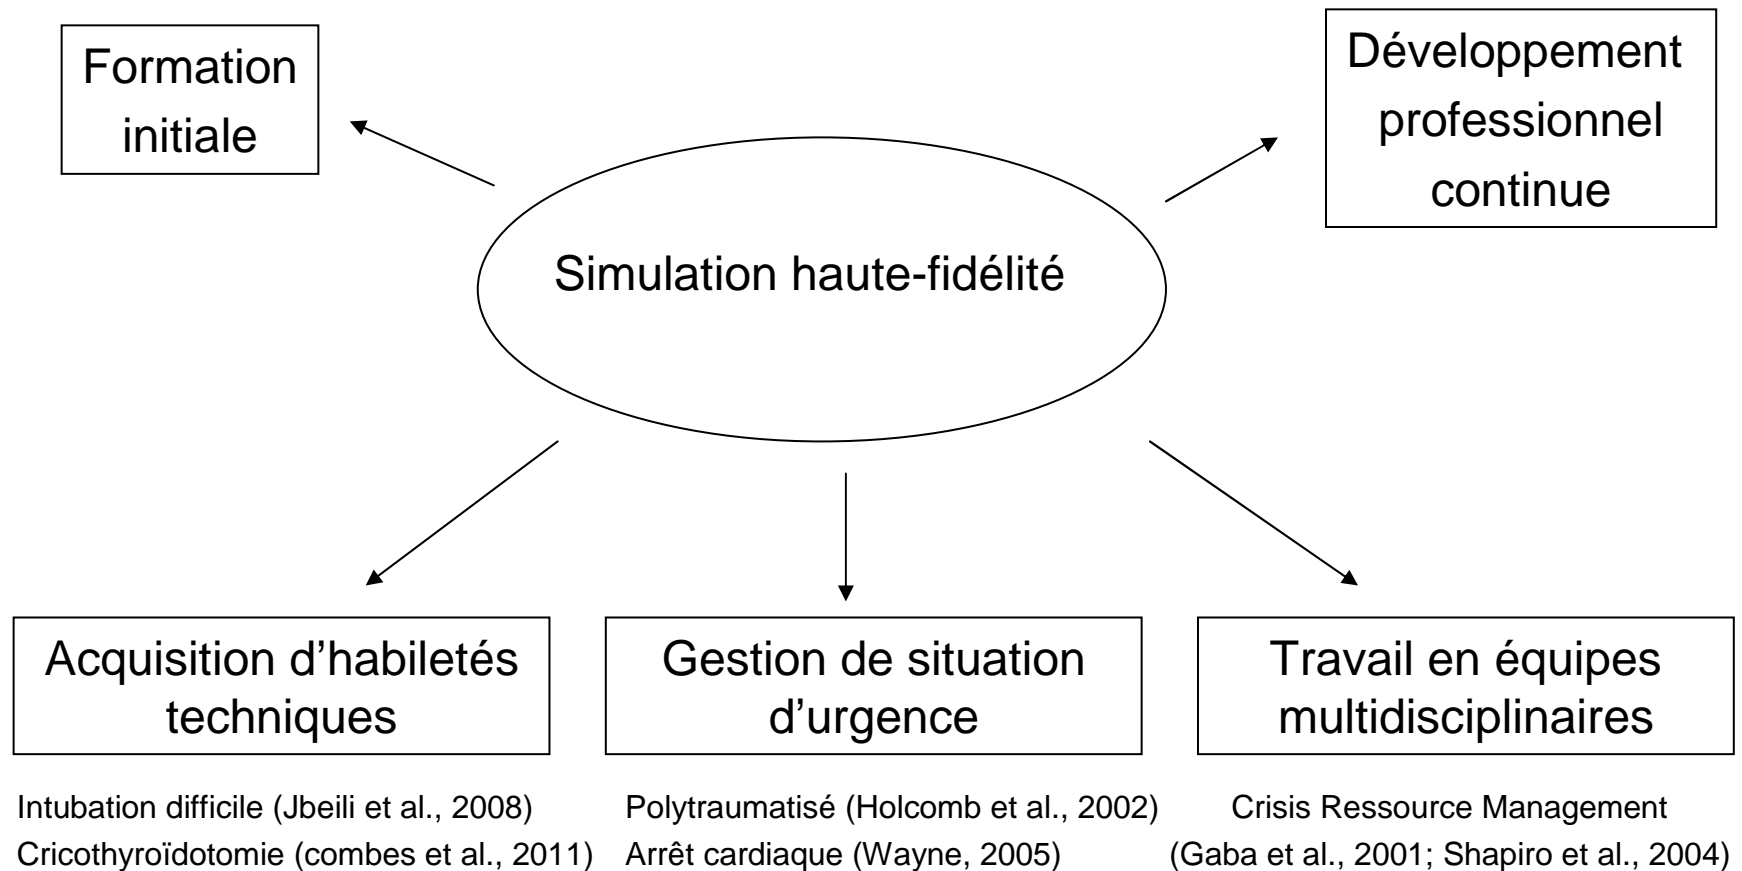 Formation
initiale
Développement
professionnel
continue
Simulation haute-fidélité
Acquisition d’habiletés
techniques
Gestion de situation
d’urgence
Travail en équipes
multidisciplinaires
Intubation difficile (Jbeili et al., 2008)
Cricothyroïdotomie (combes et al., 2011)
Polytraumatisé (Holcomb et al., 2002)
Arrêt cardiaque (Wayne, 2005)
Crisis Ressource Management
(Gaba et al., 2001; Shapiro et al., 2004)